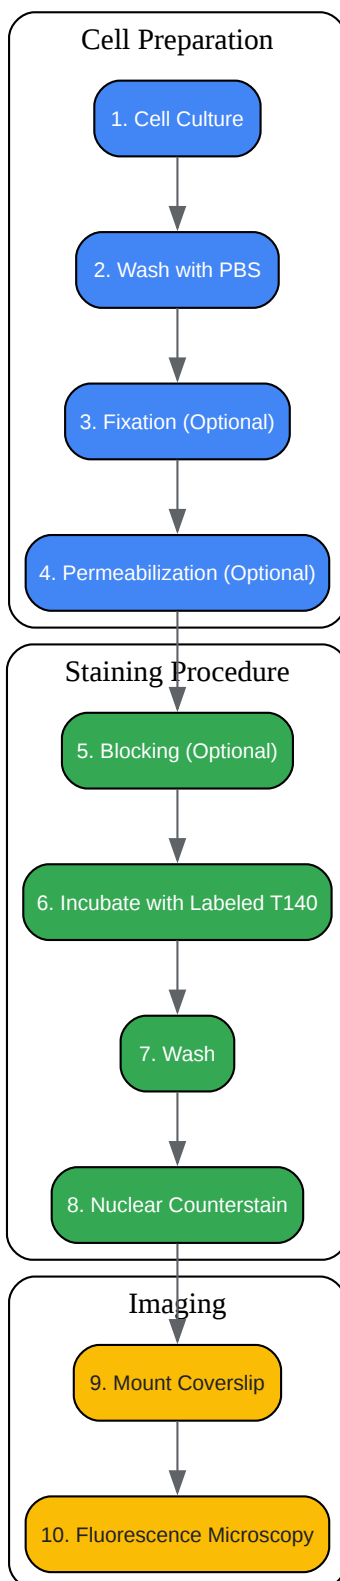 Cell Preparation
1. Cell Culture
2. Wash with PBS
3. Fixation (Optional)
4. Permeabilization (Optional)
Staining Procedure
5. Blocking (Optional)
6. Incubate with Labeled T140
7. Wash
8. Nuclear Counterstain
Imaging
9. Mount Coverslip
10. Fluorescence Microscopy